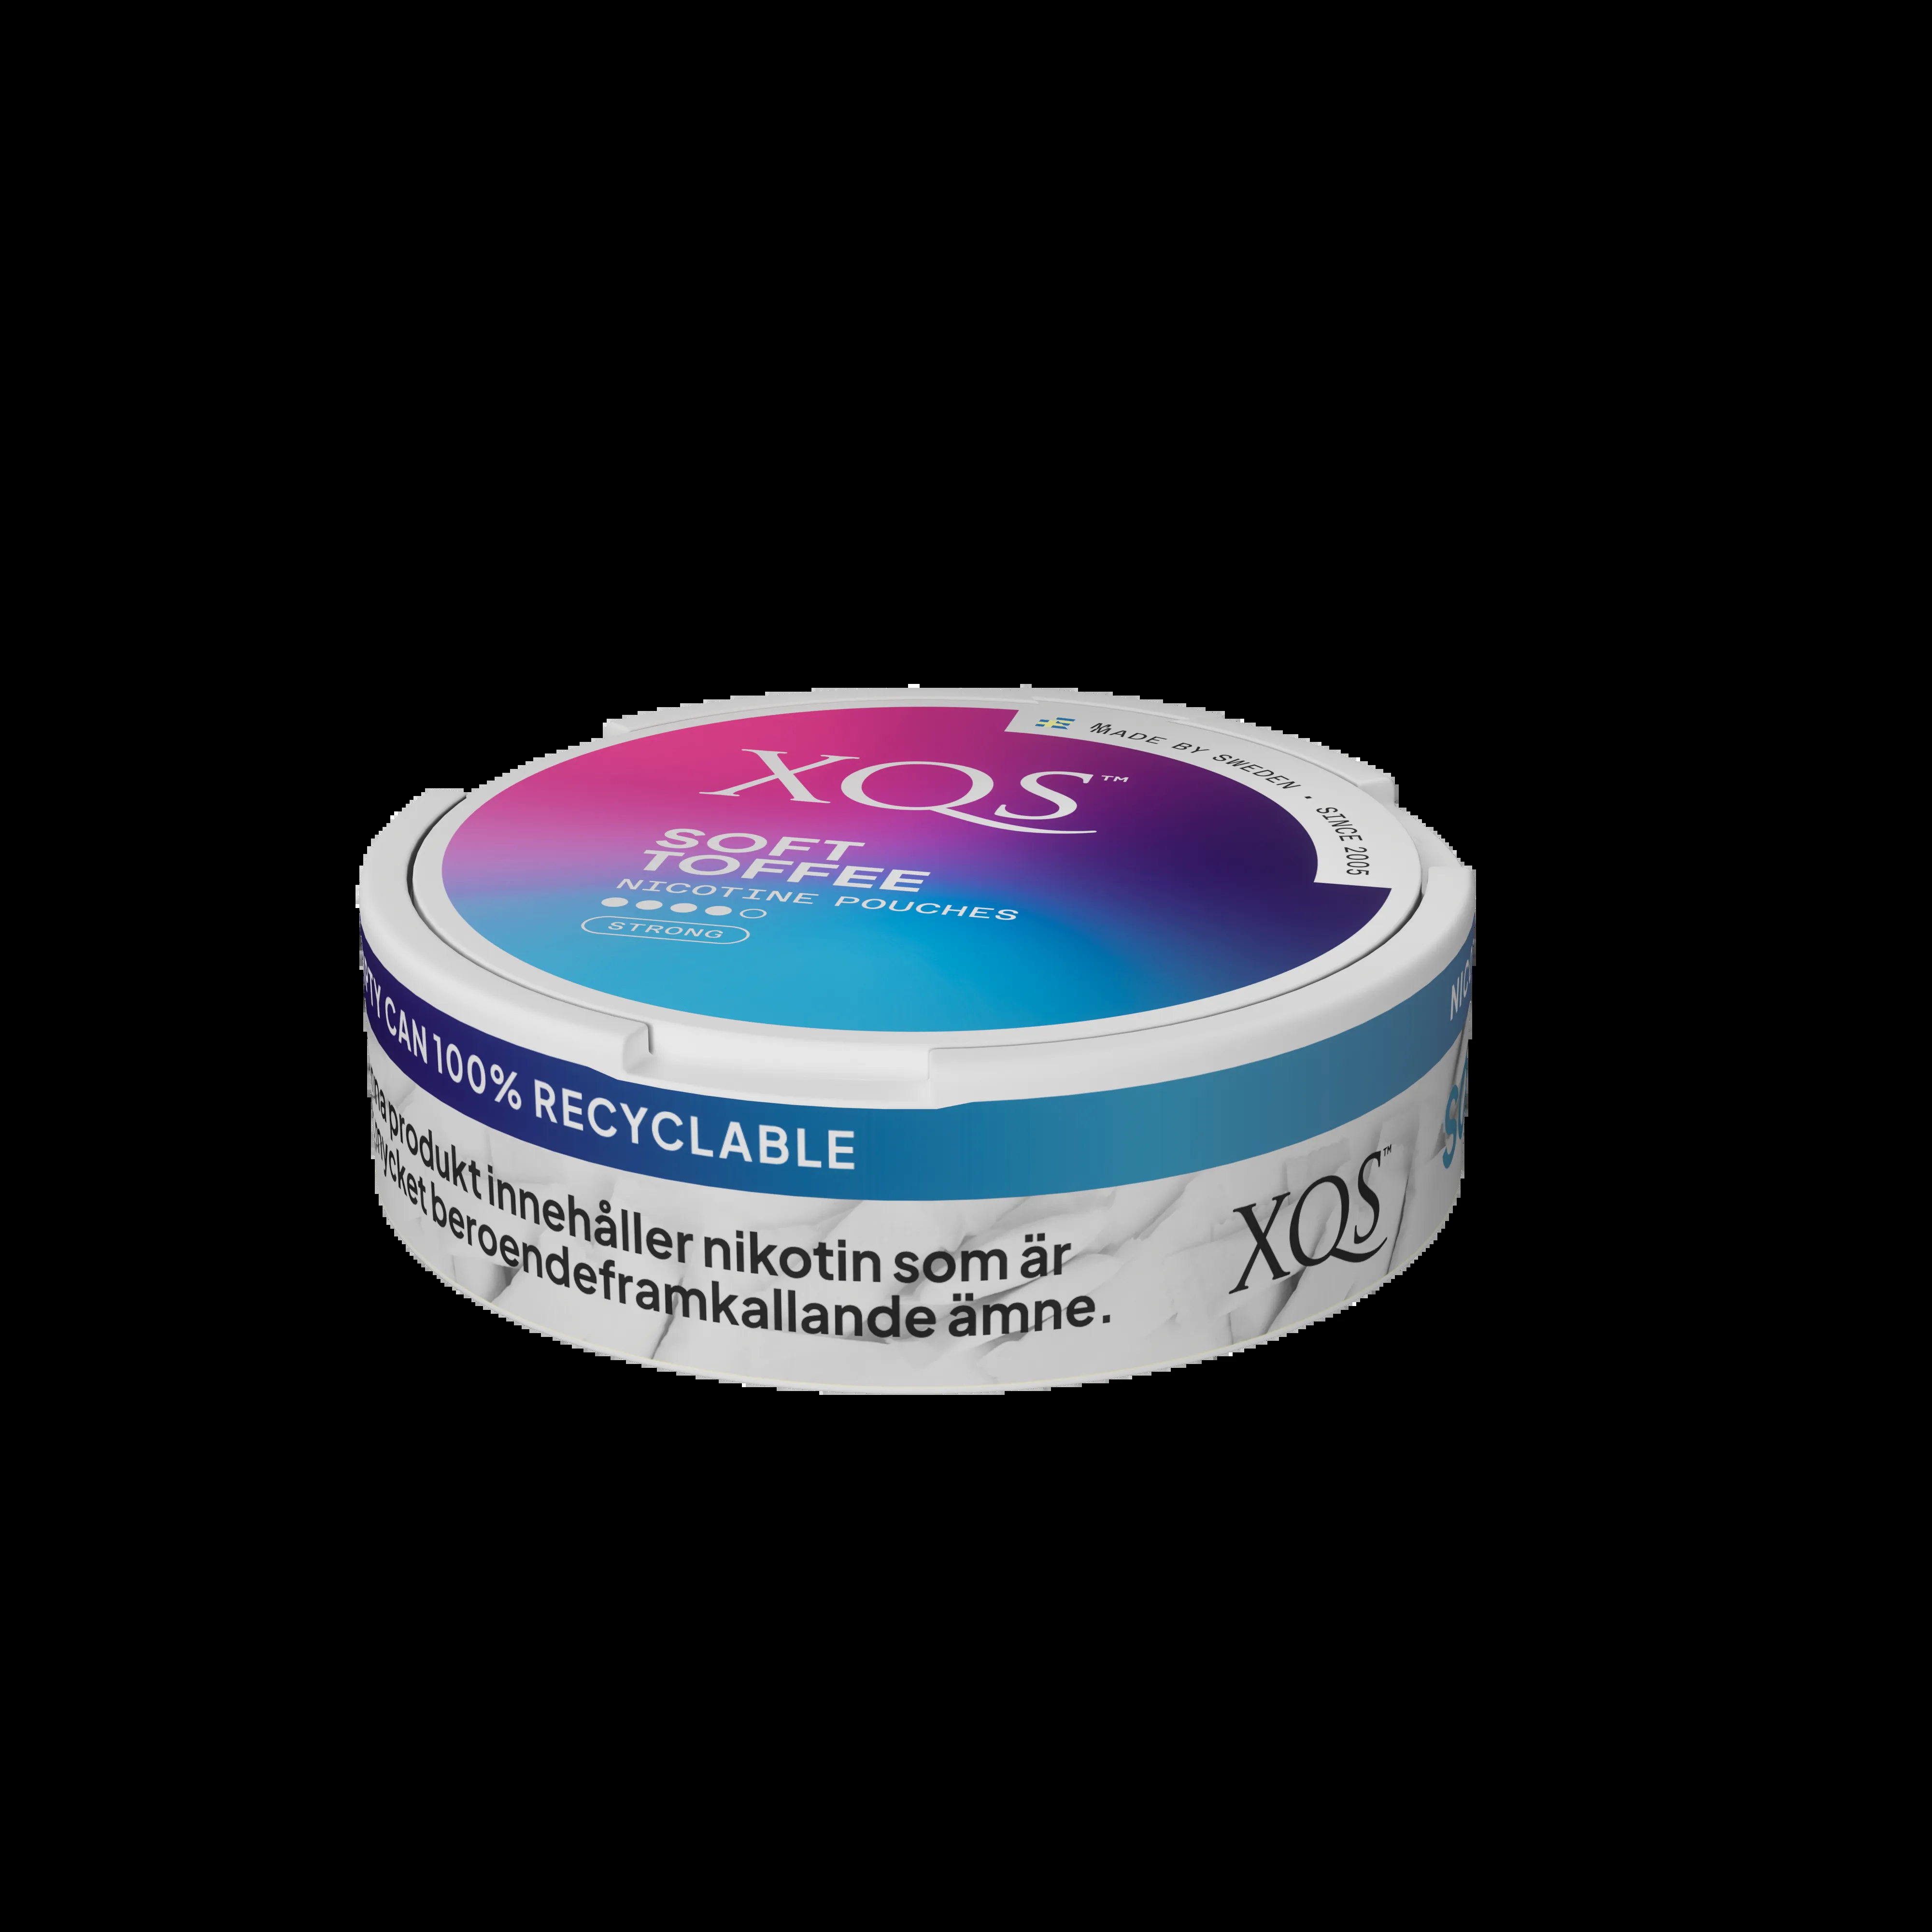 XQS™
SOFT
TOFFEE
NICOTINE POUCHES
STRONG
MADE BY SWEDEN • SINCE 2005
CAN 100% RECYCLABLE
produkt innehåller nikotin som är
mycket beroendeframkallande ämne.
XQS™